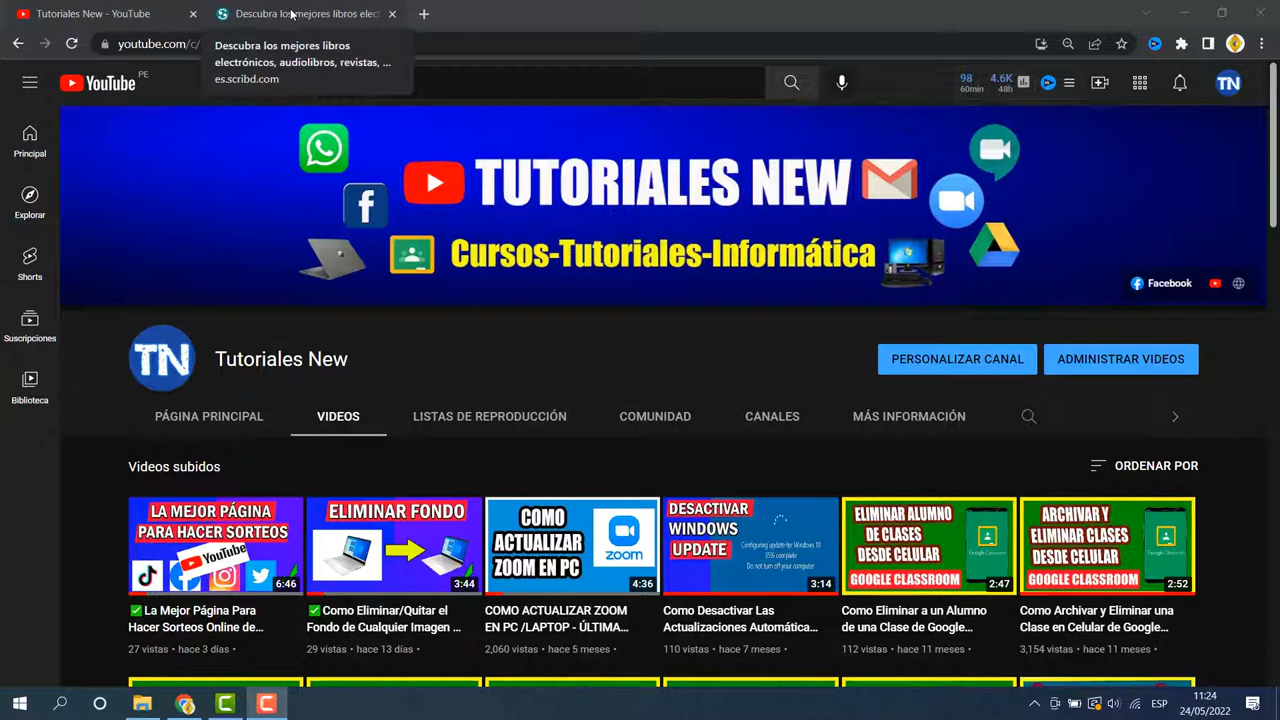 Tutoriales New - YouTube
Descubra los mejores libros elect
youtube.com/c/
Descubra los mejores libros
electrónicos, audiolibros, revistas, ...
es.scribd.com
YouTube
PE
98
60min
4.6K
48h
TN
Principal
Explorar
Shorts
Suscripciones
Biblioteca
TUTORIALES NEW
Cursos-Tutoriales-Informática
Facebook
TN
Tutoriales New
PERSONALIZAR CANAL
ADMINISTRAR VIDEOS
PÁGINA PRINCIPAL
VIDEOS
LISTAS DE REPRODUCCIÓN
COMUNIDAD
CANALES
MÁS INFORMACIÓN
Videos subidos
ORDENAR POR
LA MEJOR PÁGINA
PARA HACER SORTEOS
YouTube
6:46
ELIMINAR FONDO
3:44
COMO
ACTUALIZAR
ZOOM EN PC
zoom
4:36
DESACTIVAR
WINDOWS
UPDATE
Configuring update for Windows 10
35% complete
Do not turn off your computer
3:14
ELIMINAR ALUMNO
DE CLASES
DESDE CELULAR
GOOGLE CLASSROOM
2:47
ARCHIVAR Y
ELIMINAR CLASES
DESDE CELULAR
GOOGLE CLASSROOM
2:52
La Mejor Página Para
Hacer Sorteos Online de...
27 vistas • hace 3 días •
Como Eliminar/Quitar el
Fondo de Cualquier Imagen ...
29 vistas • hace 13 días •
COMO ACTUALIZAR ZOOM
EN PC /LAPTOP - ÚLTIMA...
2,060 vistas • hace 5 meses •
Como Desactivar Las
Actualizaciones Automática...
110 vistas • hace 7 meses •
Como Eliminar a un Alumno
de una Clase de Google...
112 vistas • hace 11 meses •
Como Archivar y Eliminar una
Clase en Celular de Google...
3,154 vistas • hace 11 meses •
ESP
11:24
24/05/2022